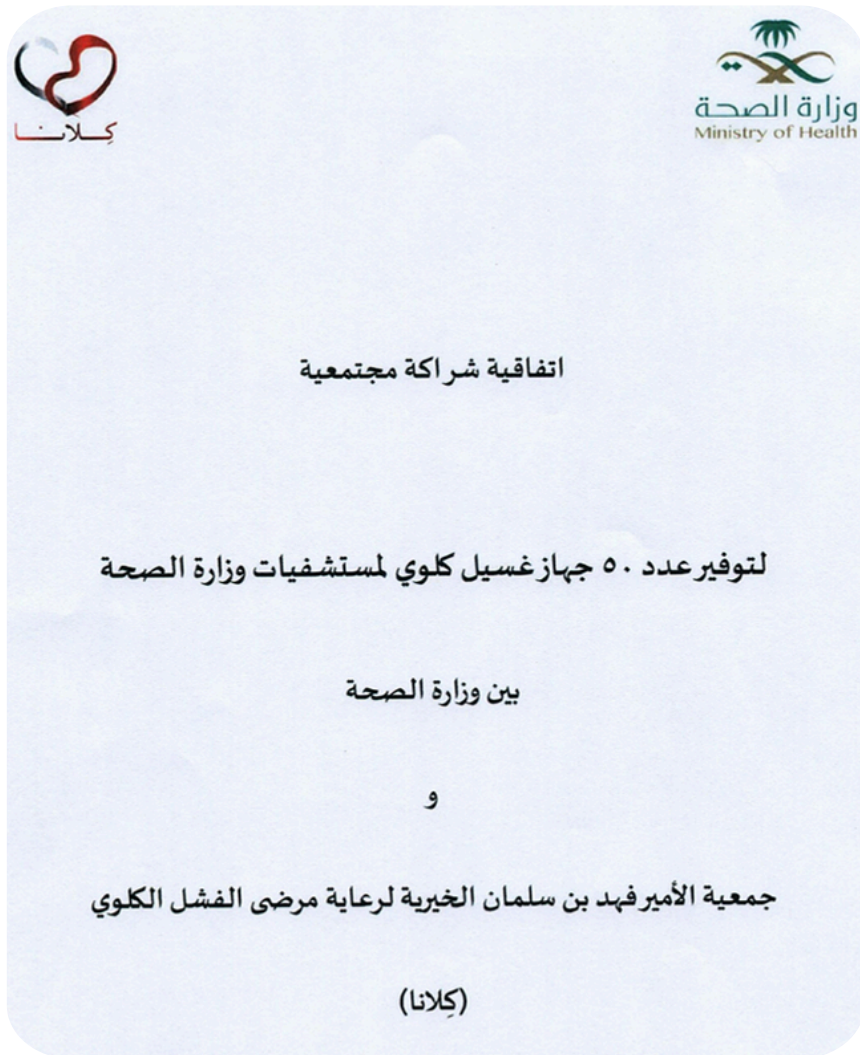 كلانا
وزارة الصحة
Ministry of Health
اتفاقية شراكة مجتمعية
لتوفير عدد ٥٠ جهاز غسيل كلوي لمستشفيات وزارة الصحة
بين وزارة الصحة
و
جمعية الأمير فهد بن سلمان الخيرية لرعاية مرضى الفشل الكلوي
(كِلانا)